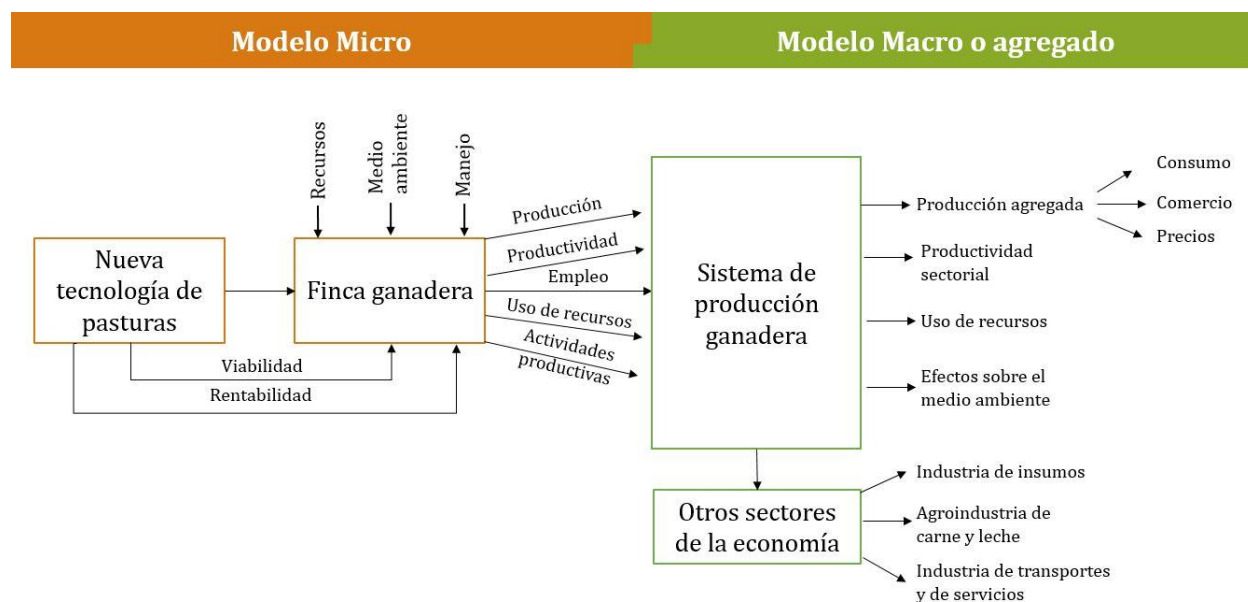 Modelo Micro
Modelo Macro o agregado
Recursos
Medio
ambiente
Manejo
Nueva
tecnología de
pasturas
Finca ganadera
Viabilidad
Rentabilidad
Producción
Productividad
Empleo
Uso de recursos
Actividades
productivas
Sistema de
producción
ganadera
Producción agregada
Consumo
Comercio
Precios
Productividad
sectorial
Uso de recursos
Efectos sobre el
medio ambiente
Otros sectores
de la economía
Industria de insumos
Agroindustria de
carne y leche
Industria de transportes
y de servicios